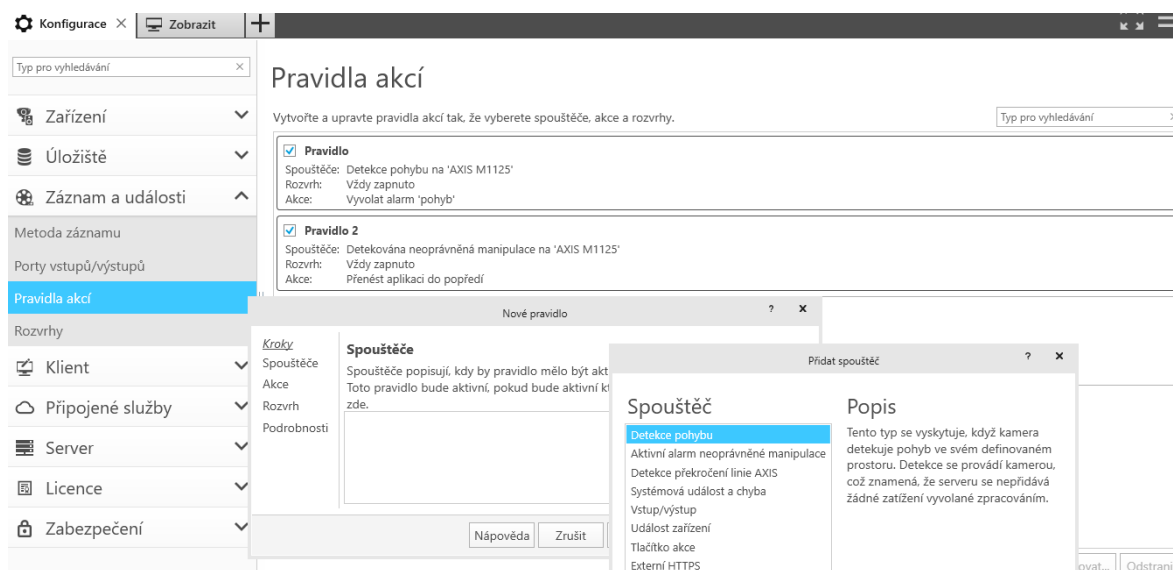 Konfigurace
Zobrazit
Typ pro vyhledávání
Zařízení
Úložiště
Záznam a události
Metoda záznamu
Porty vstupů/výstupů
Pravidla akcí
Rozvrhy
Klient
Připojené služby
Server
Licence
Zabezpečení
Pravidla akcí
Vytvořte a upravte pravidla akcí tak, že vyberete spouštěče, akce a rozvrhy.
Typ pro vyhledávání
Pravidlo
Spouštěče: Detekce pohybu na 'AXIS M1125'
Rozvrh: Vždy zapnuto
Akce: Vyvolat alarm 'pohyb'
Pravidlo 2
Spouštěče: Detekována neoprávněná manipulace na 'AXIS M1125'
Rozvrh: Vždy zapnuto
Akce: Přenést aplikaci do popředí
Nové pravidlo
?
Kroky
Spouštěče
Akce
Rozvrh
Podrobnosti
Spouštěče
Spouštěče popisují, kdy by pravidlo mělo být akt
Toto pravidlo bude aktivní, pokud bude aktivní kt
zde.
Nápověda
Zrušit
Přidat spouštěč
?
Spouštěč
Detekce pohybu
Aktivní alarm neoprávněné manipulace
Detekce překročení linie AXIS
Systémová událost a chyba
Vstup/výstup
Událost zařízení
Tlačítko akce
Externí HTTPS
Popis
Tento typ se vyskytuje, když kamera
detekuje pohyb ve svém definovaném
prostoru. Detekce se provádí kamerou,
což znamená, že serveru se nepřidává
žádné zatížení vyvolané zpracováním.
ovat...
Odstrani